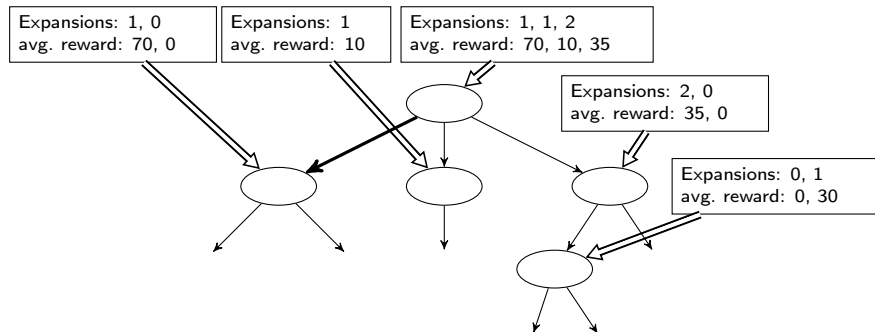 Expansions: 1, 0
avg. reward: 70, 0
Expansions: 1
avg. reward: 10
Expansions: 1, 1, 2
avg. reward: 70, 10, 35
Expansions: 2, 0
avg. reward: 35, 0
Expansions: 0, 1
avg. reward: 0, 30